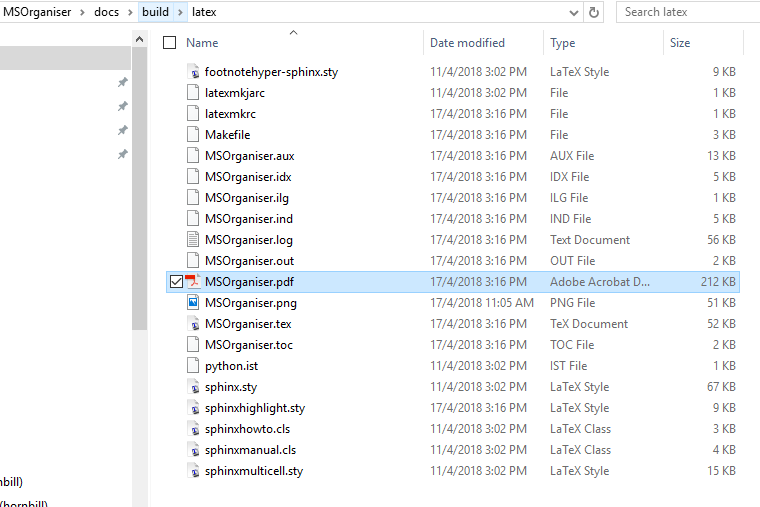 MSOrganiser > docs > build > latex Search latex
Name Date modified Type Size
footnotehyper-sphinx.sty 11/4/2018 3:02 PM LaTeX Style 9 KB
latexmkjarc 11/4/2018 3:02 PM File 1 KB
latexmkrc 17/4/2018 3:16 PM File 1 KB
Makefile 17/4/2018 3:16 PM File 3 KB
MSOrganiser.aux 17/4/2018 3:16 PM AUX File 13 KB
MSOrganiser.idx 17/4/2018 3:16 PM IDX File 5 KB
MSOrganiser.ilg 17/4/2018 3:16 PM ILG File 1 KB
MSOrganiser.ind 17/4/2018 3:16 PM IND File 5 KB
MSOrganiser.log 17/4/2018 3:16 PM Text Document 56 KB
MSOrganiser.out 17/4/2018 3:16 PM OUT File 2 KB
MSOrganiser.pdf 17/4/2018 3:16 PM Adobe Acrobat D... 212 KB
MSOrganiser.png 17/4/2018 11:05 AM PNG File 51 KB
MSOrganiser.tex 17/4/2018 3:16 PM TeX Document 52 KB
MSOrganiser.toc 17/4/2018 3:16 PM TOC File 2 KB
python.ist 11/4/2018 3:02 PM IST File 1 KB
sphinx.sty 11/4/2018 3:02 PM LaTeX Style 67 KB
sphinxhighlight.sty 17/4/2018 3:16 PM LaTeX Style 9 KB
sphinxhowto.cls 11/4/2018 3:02 PM LaTeX Class 3 KB
sphinxmanual.cls 11/4/2018 3:02 PM LaTeX Class 4 KB
sphinxmulticell.sty 11/4/2018 3:02 PM LaTeX Style 15 KB
nbill)
(hornbill)